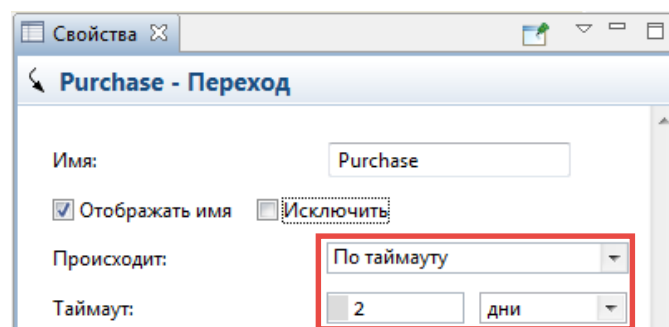 Свойства
Purchase - Переход
Имя: Purchase
Отображать имя Исключить
Происходит: По таймауту
Таймаут: 2 дни